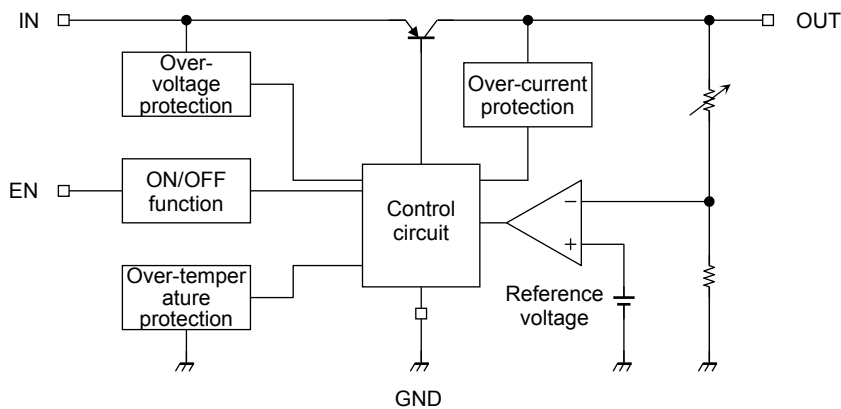 IN
OUT
Over-
voltage
protection
Over-current
protection
EN
ON/OFF
function
Control
circuit
−
+
Over-temper
ature
protection
Reference
voltage
GND